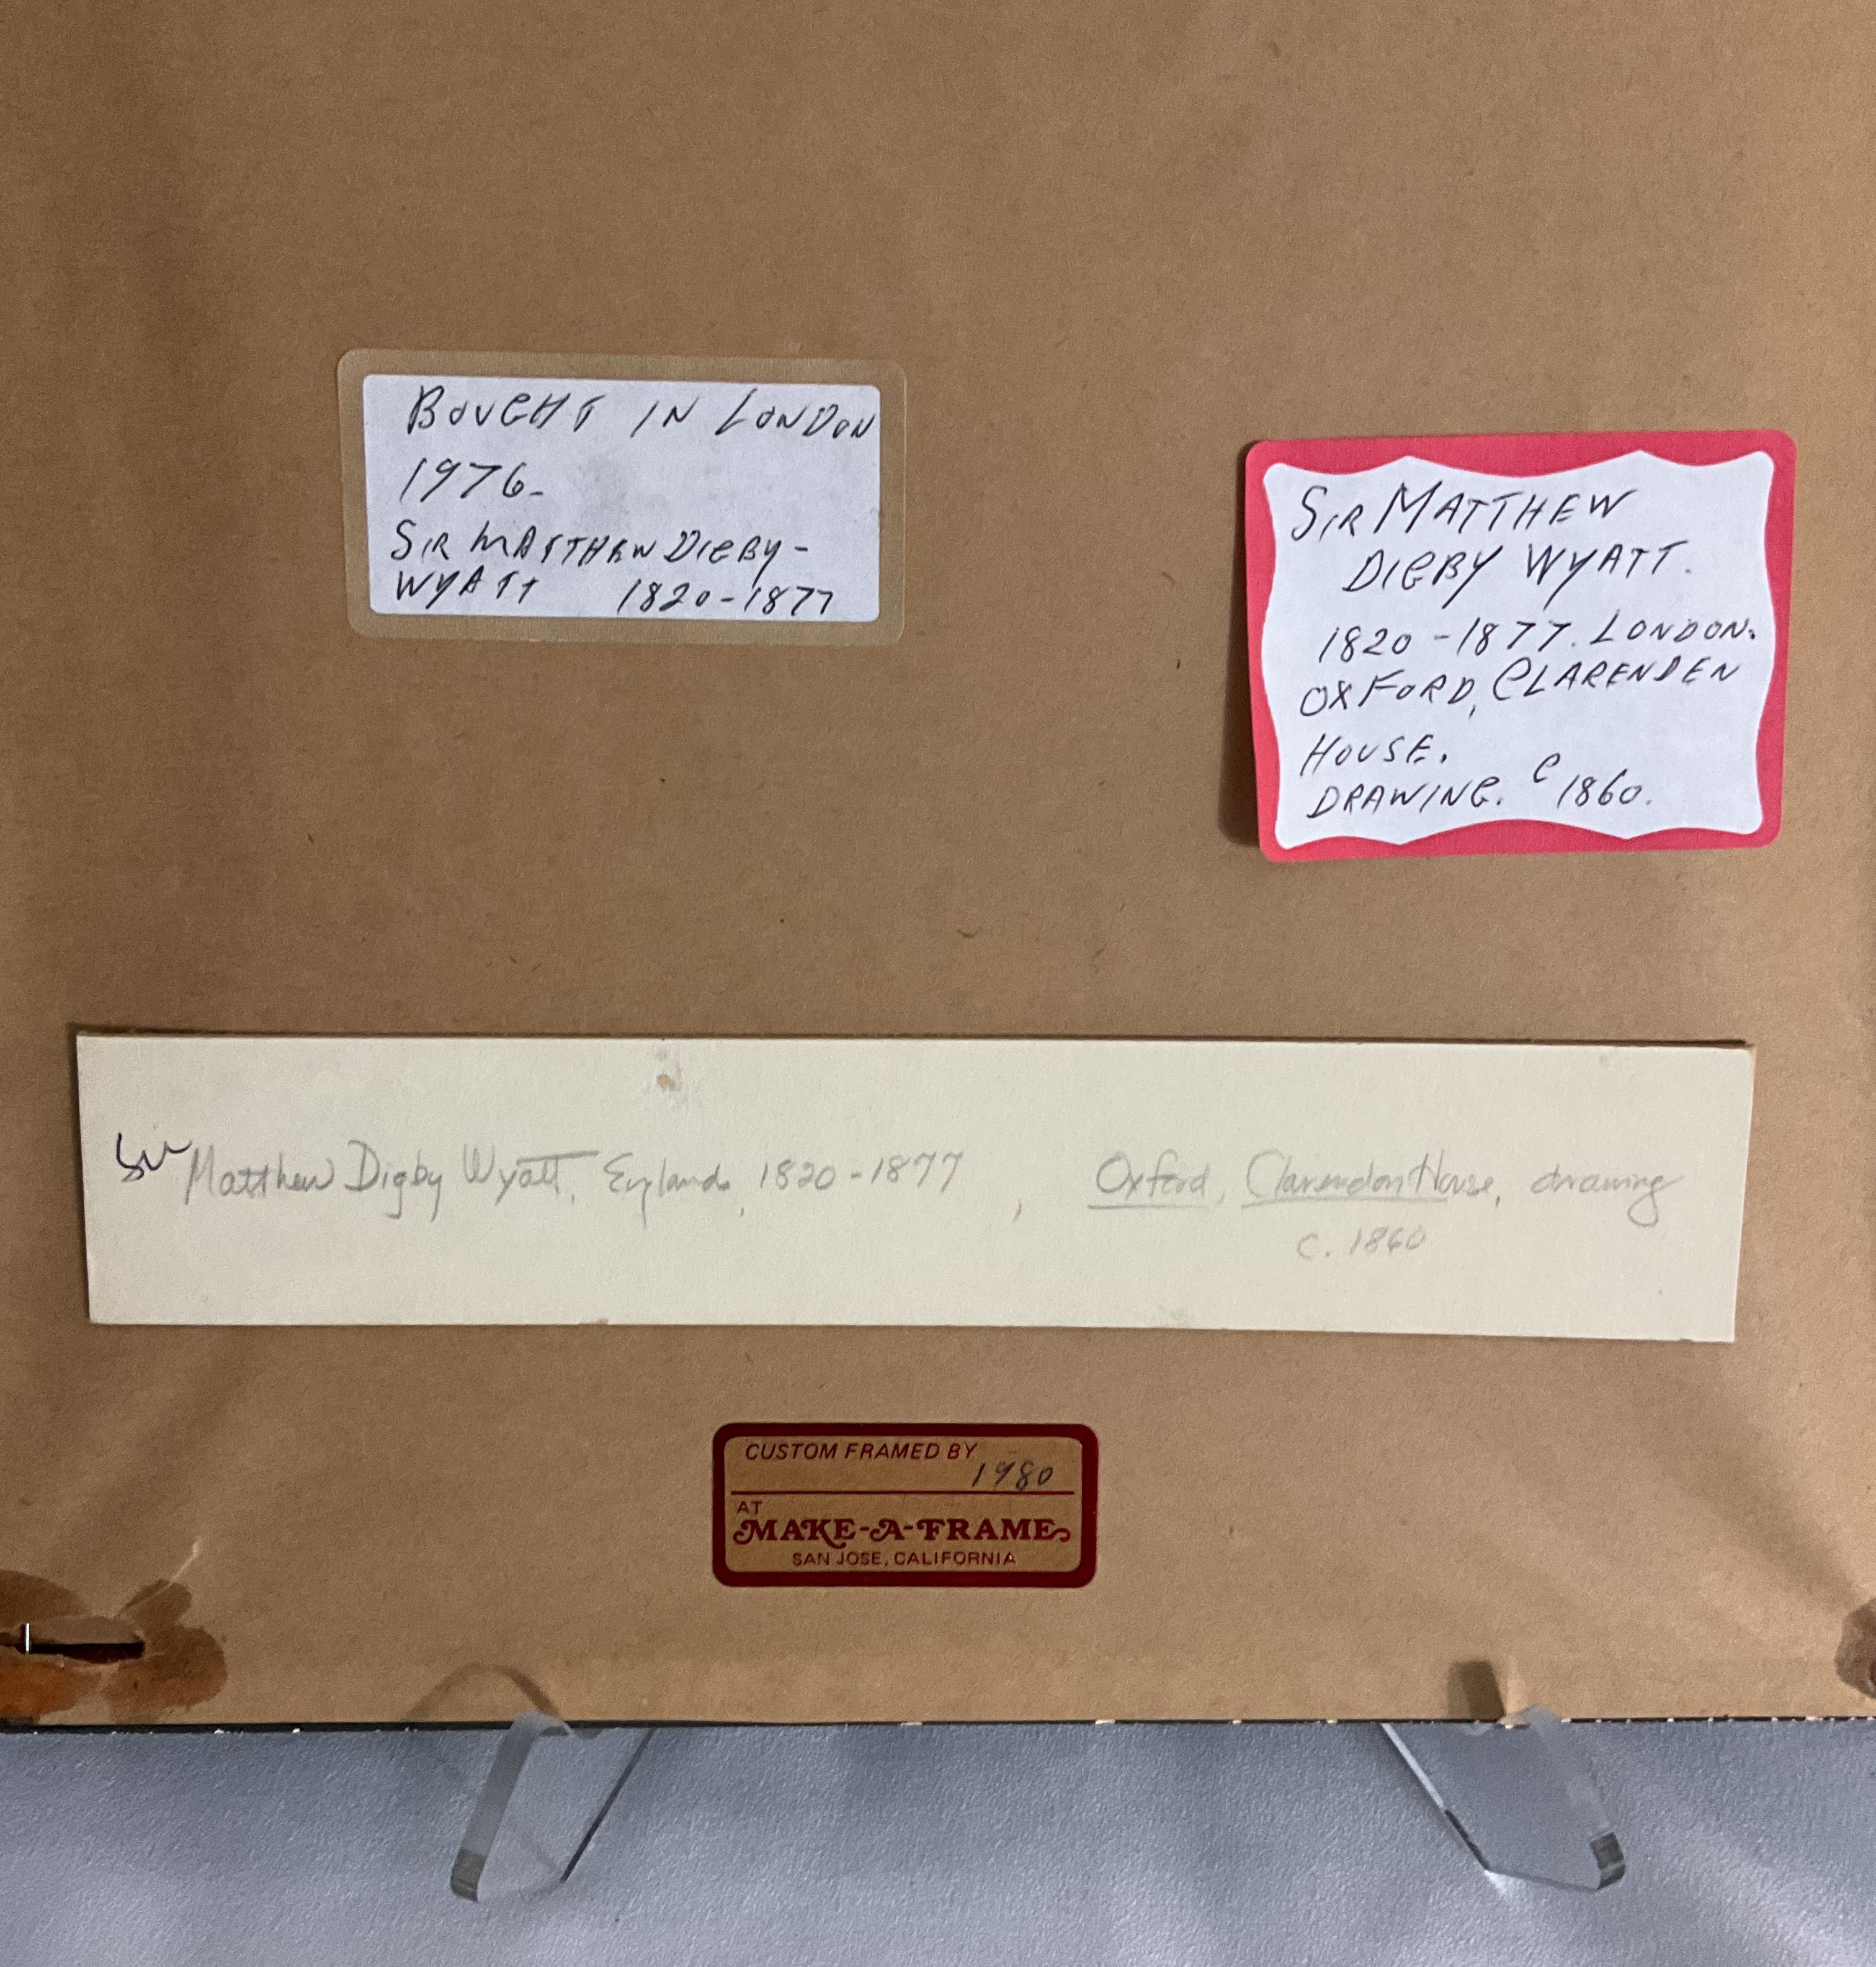 BOUGHT IN LONDON
1976-
SIR MATTHEW DIGBY-
WYATT 1820-1877
SIR MATTHEW
DIGBY WYATT.
1820-1877. LONDON.
OXFORD, CLARENDEN
HOUSE.
DRAWING. C 1860.
Sir Matthew Digby Wyatt, England, 1820-1877, Oxford, Clarendon House, drawing
c. 1860
CUSTOM FRAMED BY
1980
AT
MAKE-A-FRAME
SAN JOSE, CALIFORNIA